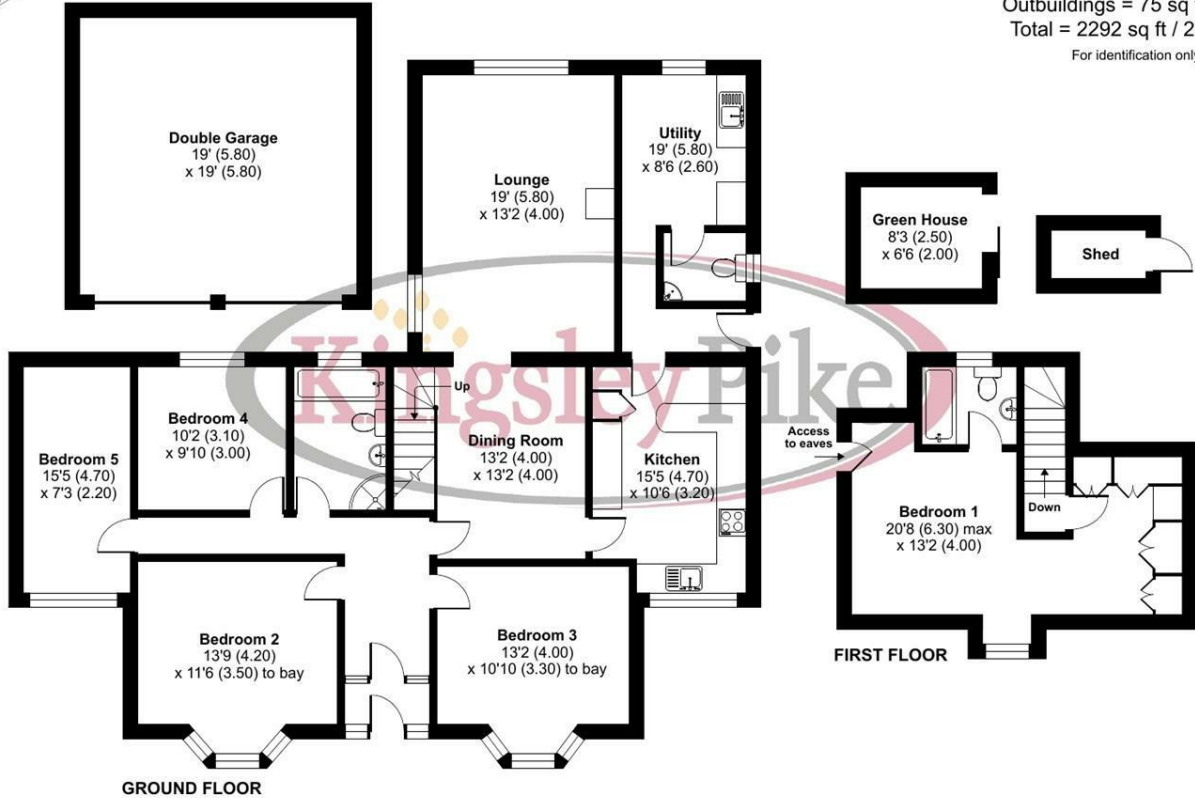 Outbuildings = 75 sq
Total = 2292 sq ft / 2
For identification only
Double Garage
19' (5.80)
x 19' (5.80)
Lounge
19' (5.80)
x 13'2 (4.00)
Utility
19' (5.80)
x 8'6 (2.60)
Green House
8'3 (2.50)
x 6'6 (2.00)
Shed
Kingsley Pike
Up
Bedroom 4
10'2 (3.10)
x 9'10 (3.00)
Bedroom 5
15'5 (4.70)
x 7'3 (2.20)
Dining Room
13'2 (4.00)
x 13'2 (4.00)
Kitchen
15'5 (4.70)
x 10'6 (3.20)
Access
to eaves
Bedroom 1
20'8 (6.30) max
x 13'2 (4.00)
Down
Bedroom 2
13'9 (4.20)
x 11'6 (3.50) to bay
Bedroom 3
13'2 (4.00)
x 10'10 (3.30) to bay
FIRST FLOOR
GROUND FLOOR